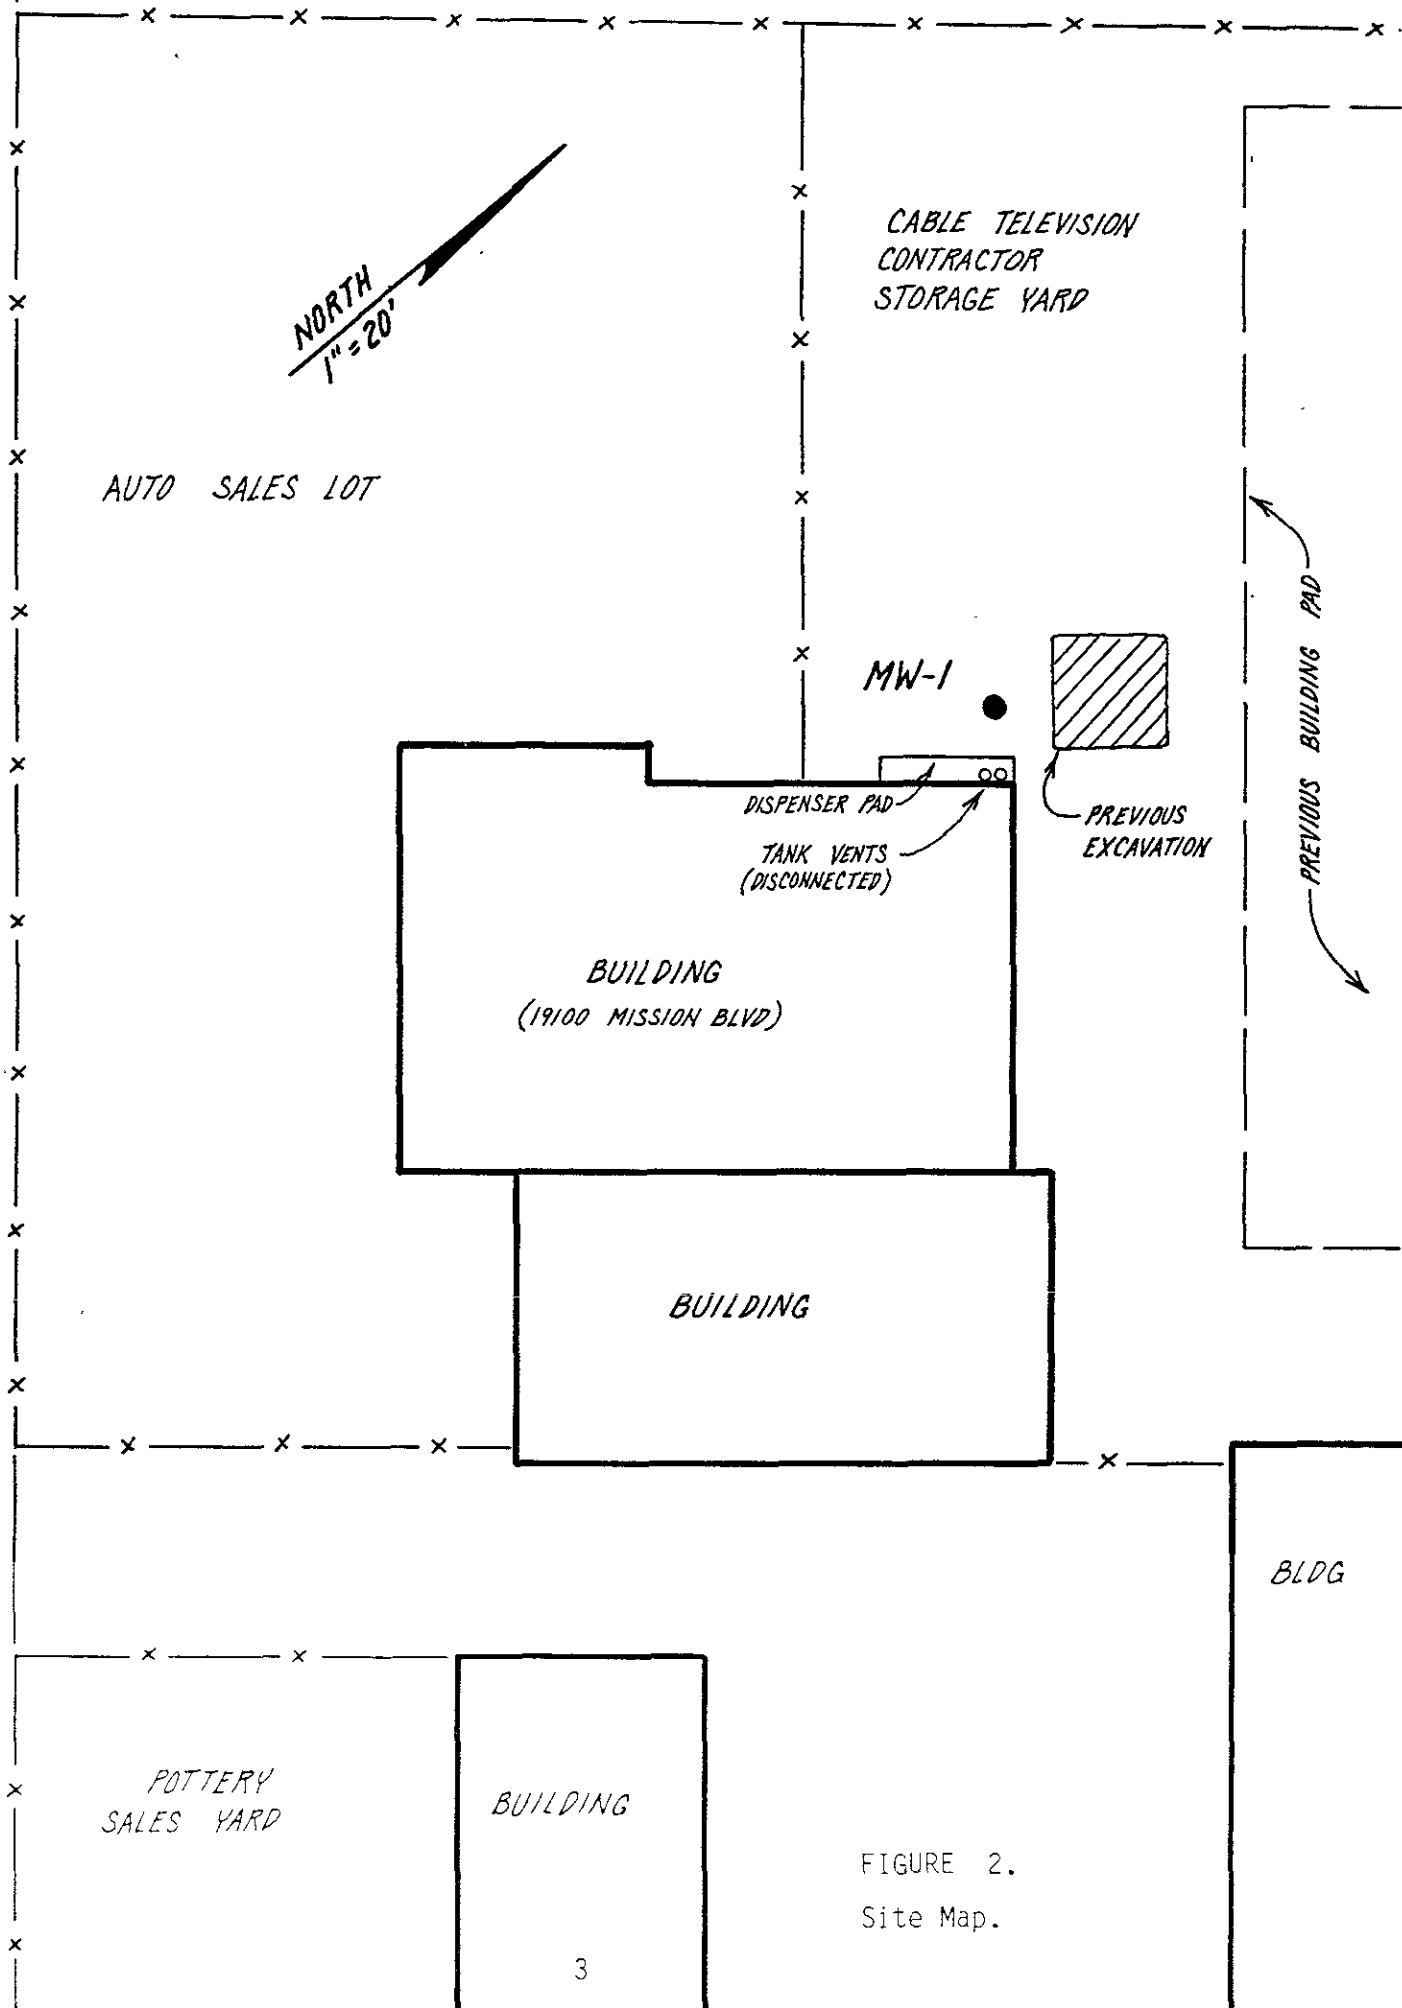 CABLE TELEVISION
CONTRACTOR
STORAGE YARD
NORTH
1" = 20'
AUTO SALES LOT
PREVIOUS BUILDING PAD
MW-1
DISPENSER PAD
TANK VENTS
(DISCONNECTED)
PREVIOUS
EXCAVATION
BUILDING
(19100 MISSION BLVD)
BUILDING
BLDG
POTTERY
SALES YARD
BUILDING
FIGURE 2.
Site Map.
3